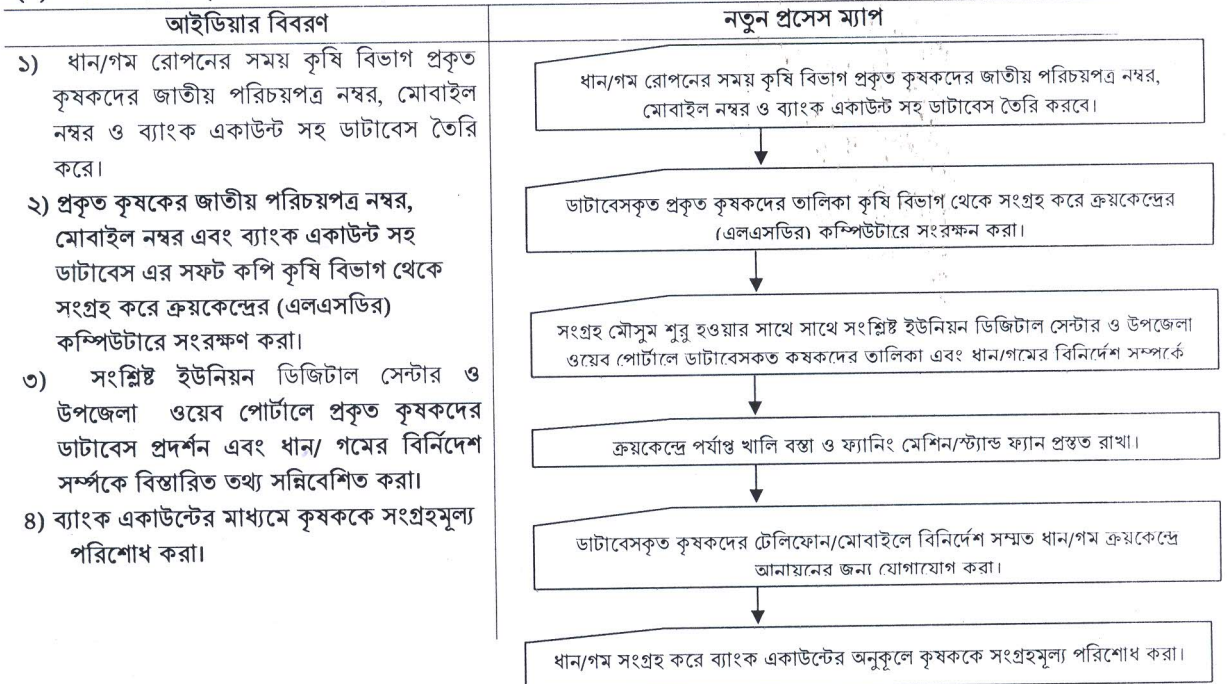 আইডিয়ার বিবরণ
১) ধান/গম রোপনের সময় কৃষি বিভাগ প্রকৃত
কৃষকদের জাতীয় পরিচয়পত্র নম্বর, মোবাইল
নম্বর ও ব্যাংক একাউন্ট সহ ডাটাবেস তৈরি
করে।
২) প্রকৃত কৃষকের জাতীয় পরিচয়পত্র নম্বর,
মোবাইল নম্বর এবং ব্যাংক একাউন্ট সহ
ডাটাবেস এর সফট কপি কৃষি বিভাগ থেকে
সংগ্রহ করে ক্রয়কেন্দ্রের (এলএসডির)
কম্পিউটারে সংরক্ষণ করা।
৩) সংশ্লিষ্ট ইউনিয়ন ডিজিটাল সেন্টার ও
উপজেলা ওয়েব পোর্টালে প্রকৃত কৃষকদের
ডাটাবেস প্রদর্শন এবং ধান/ গমের বির্নিদেশ
সর্ম্পকে বিস্তারিত তথ্য সন্নিবেশিত করা।
৪) ব্যাংক একাউন্টের মাধ্যমে কৃষককে সংগ্রহমূল্য
পরিশোধ করা।
নতুন প্রসেস ম্যাপ
ধান/গম রোপনের সময় কৃষি বিভাগ প্রকৃত কৃষকদের জাতীয় পরিচয়পত্র নম্বর,
মোবাইল নম্বর ও ব্যাংক একাউন্ট সহ ডাটাবেস তৈরি করবে।
ডাটাবেসকৃত প্রকৃত কৃষকদের তালিকা কৃষি বিভাগ থেকে সংগ্রহ করে ক্রয়কেন্দ্রের
(এলএসডির) কম্পিউটারে সংরক্ষন করা।
সংগ্রহ মৌসুম শুরু হওয়ার সাথে সাথে সংশ্লিষ্ট ইউনিয়ন ডিজিটাল সেন্টার ও উপজেলা
ওয়েব পোর্টালে ডাটাবেসকৃত কৃষকদের তালিকা এবং ধান/গমের বিনির্দেশ সম্পর্কে
ক্রয়কেন্দ্রে পর্যাপ্ত খালি বস্তা ও ফ্যানিং মেশিন/স্ট্যান্ড ফ্যান প্রস্তুত রাখা।
ডাটাবেসকৃত কৃষকদের টেলিফোন/মোবাইলে বিনির্দেশ সম্মত ধান/গম ক্রয়কেন্দ্রে
আনায়নের জন্য যোগাযোগ করা।
ধান/গম সংগ্রহ করে ব্যাংক একাউন্টের অনুকূলে কৃষককে সংগ্রহমূল্য পরিশোধ করা।